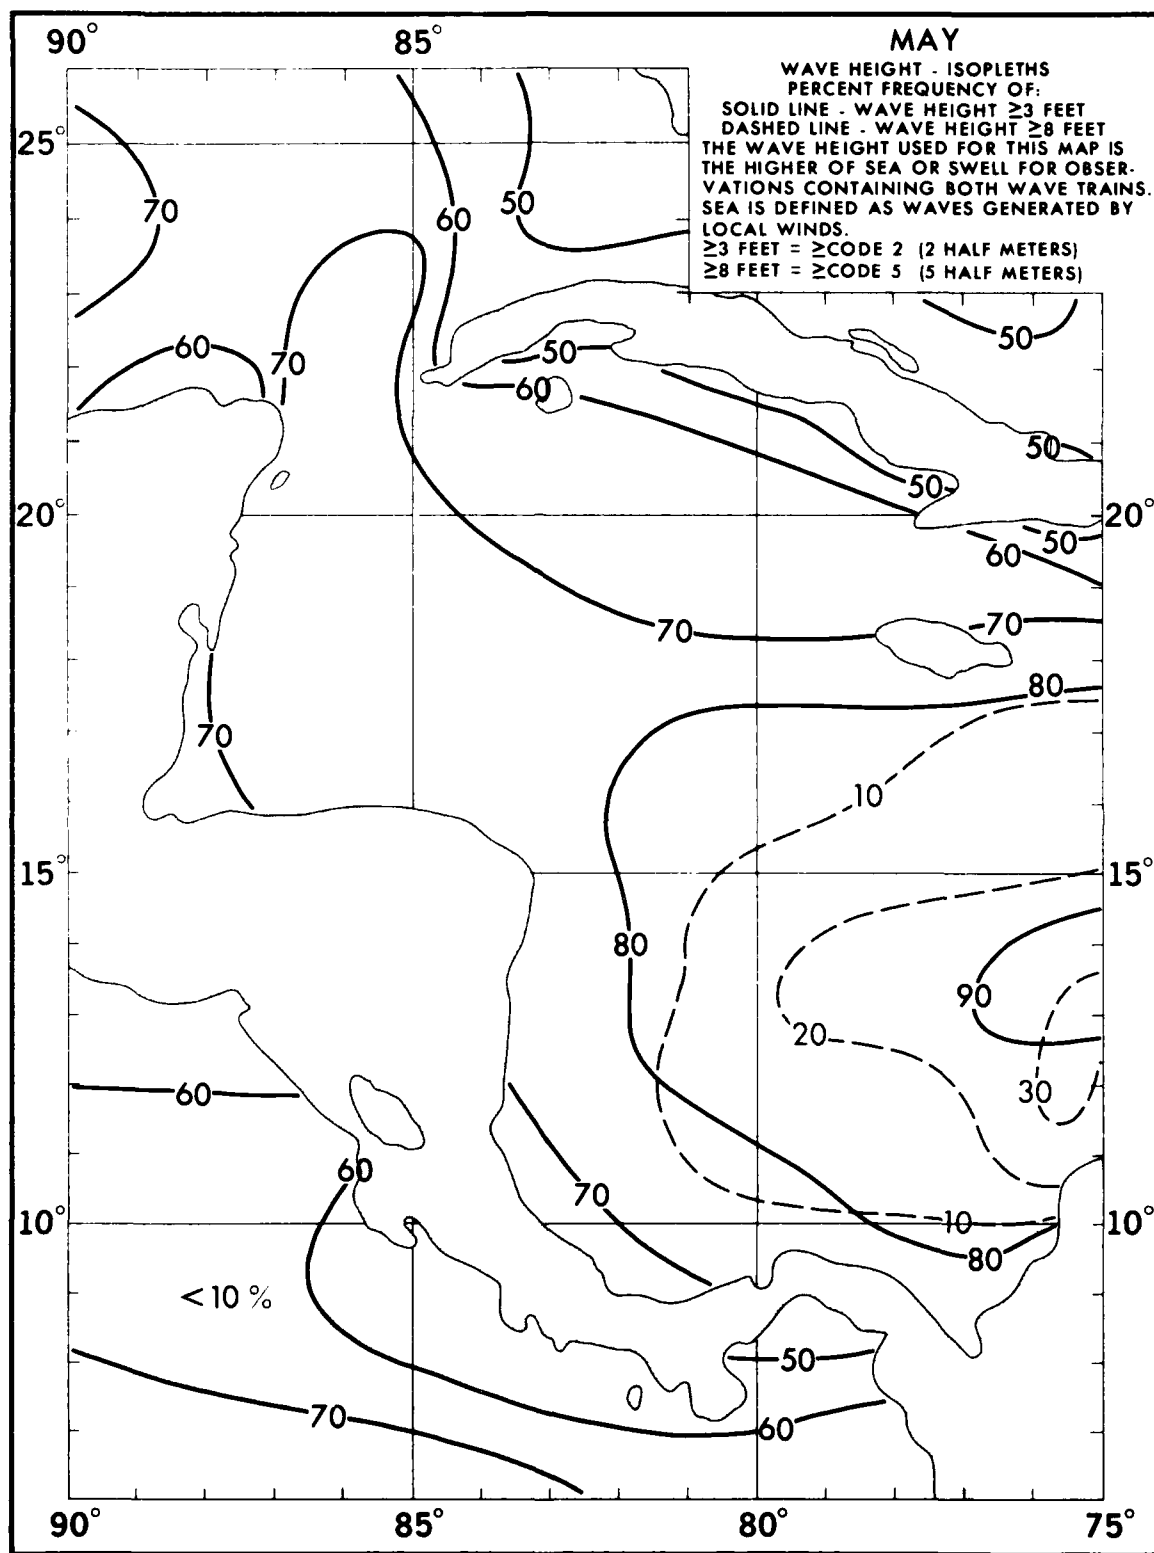 90° 85° MAY
WAVE HEIGHT - ISOPLETHS
PERCENT FREQUENCY OF:
SOLID LINE - WAVE HEIGHT ≥3 FEET
DASHED LINE - WAVE HEIGHT ≥8 FEET
THE WAVE HEIGHT USED FOR THIS MAP IS
THE HIGHER OF SEA OR SWELL FOR OBSER-
VATIONS CONTAINING BOTH WAVE TRAINS.
SEA IS DEFINED AS WAVES GENERATED BY
LOCAL WINDS.
≥3 FEET = ≥CODE 2 (2 HALF METERS)
≥8 FEET = ≥CODE 5 (5 HALF METERS)
25°
70
60
50
50
60
70
50
60
50
50
20°
20°
50
60
70
70
80
70
10
15°
15°
80
90
20
30
60
60
70
10°
10
10°
80
<10 %
50
70
60
90° 85° 80° 75°